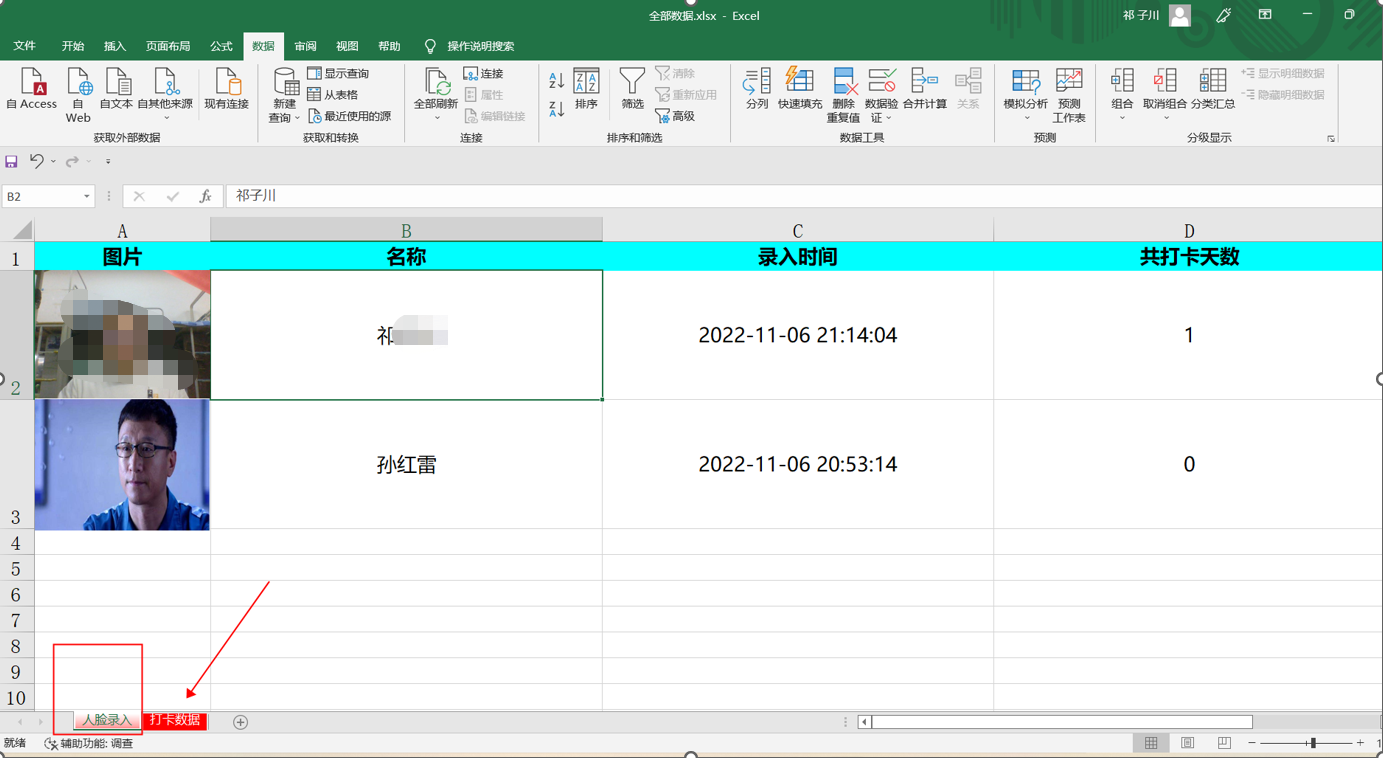 全部数据.xlsx - Excel
祁 子川
文件 开始 插入 页面布局 公式 数据 审阅 视图 帮助 操作说明搜索
自 Access
自 Web
自文本
自其他来源
现有连接
获取外部数据
新建查询
显示查询
从表格
最近使用的源
获取和转换
全部刷新
连接
属性
编辑链接
连接
排序
筛选
清除
重新应用
高级
排序和筛选
分列
快速填充
删除重复值
数据验证
合并计算
关系
数据工具
模拟分析
预测工作表
预测
组合
取消组合
分类汇总
显示明细数据
隐藏明细数据
分级显示
B2
fx
祁子川
A B C D
1 图片 名称 录入时间 共打卡天数
2 祁 2022-11-06 21:14:04 1
3 孙红雷 2022-11-06 20:53:14 0
4
5
6
7
8
9
10
人脸录入 打卡数据
就绪 辅助功能: 调查